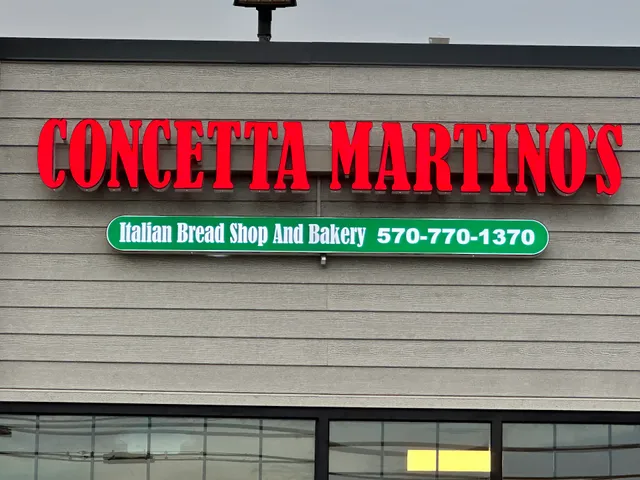 CONCETTA MARTINO'S
Italian Bread Shop And Bakery 570-770-1370